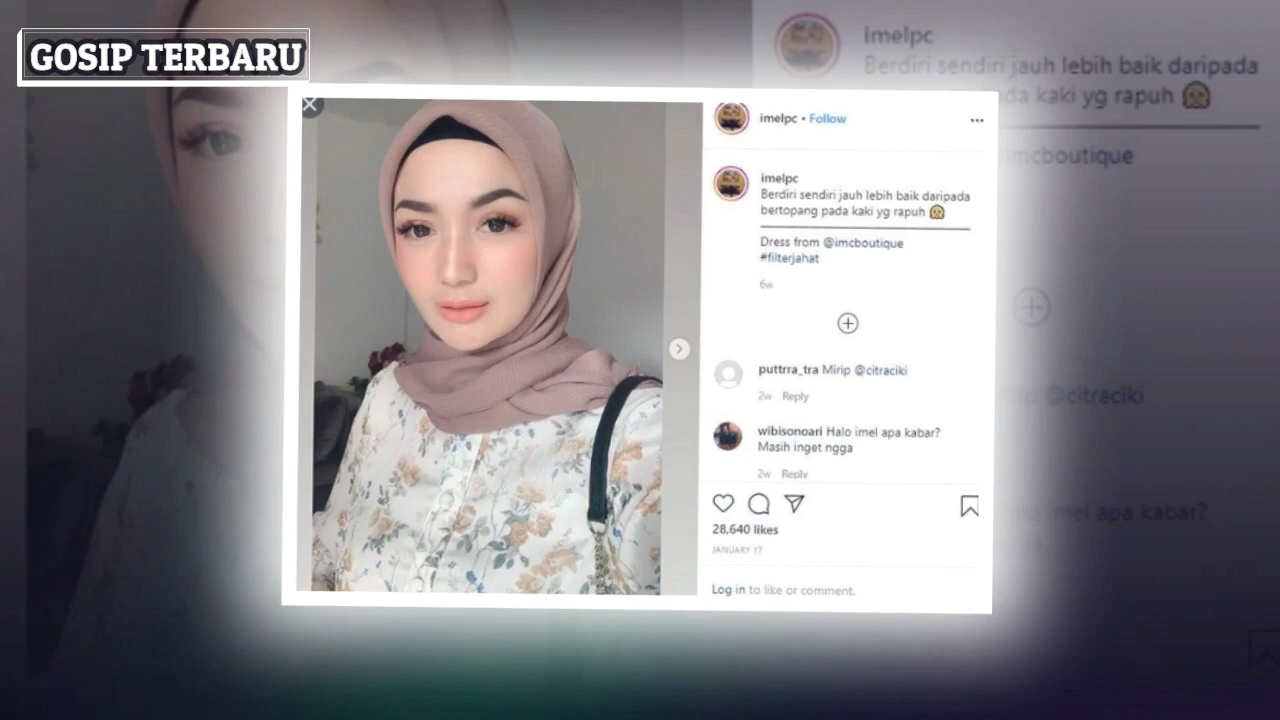 GOSIP TERBARU
imelpc
Berdiri sendiri jauh lebih baik daripada
da kaki yg rapuh
imcboutique
@citraciki
mel apa kabar?
imelpc • Follow
imelpc
Berdiri sendiri jauh lebih baik daripada
bertopang pada kaki yg rapuh
Dress from @imcboutique
#filterjahat
6w
puttrra_tra Mirip @citraciki
2w Reply
wibisonoari Halo imel apa kabar?
Masih inget ngga
2w Reply
28,640 likes
JANUARY 17
Log in to like or comment.